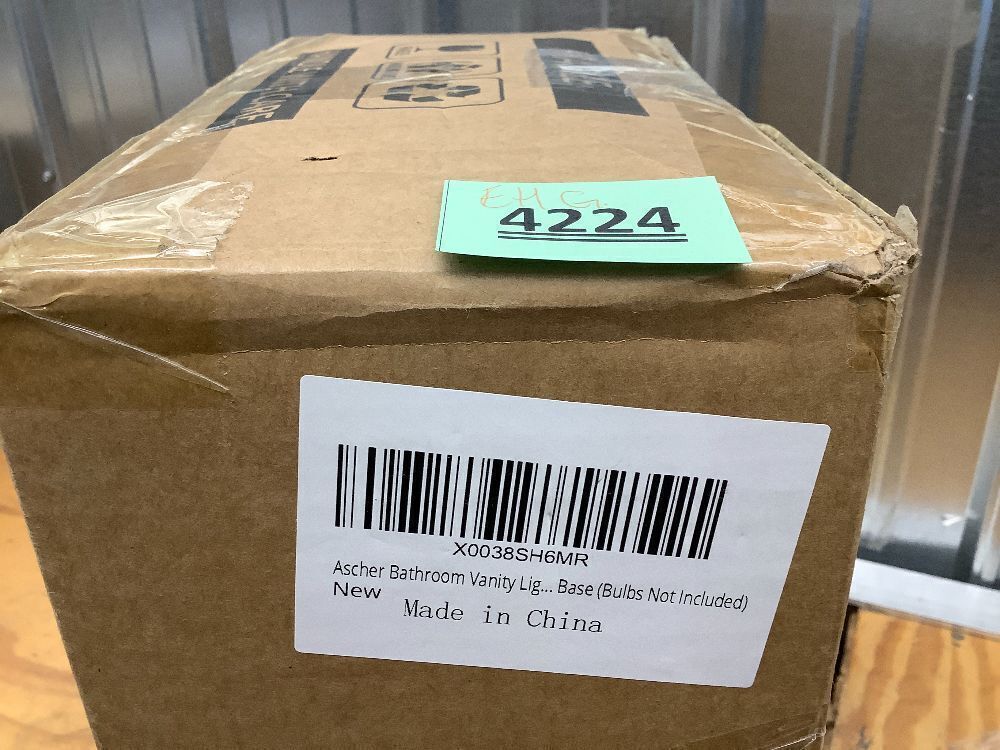 EHG.
4224
X0038SH6MR
Ascher Bathroom Vanity Lig... Base (Bulbs Not Included)
New
Made in China